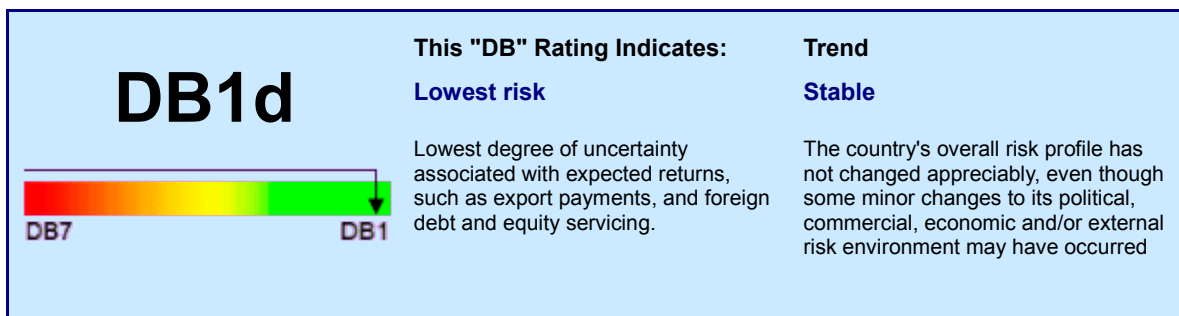 DB1d
DB7
DB1
This "DB" Rating Indicates:
Lowest risk
Lowest degree of uncertainty
associated with expected returns,
such as export payments, and foreign
debt and equity servicing.
Trend
Stable
The country's overall risk profile has
not changed appreciably, even though
some minor changes to its political,
commercial, economic and/or external
risk environment may have occurred